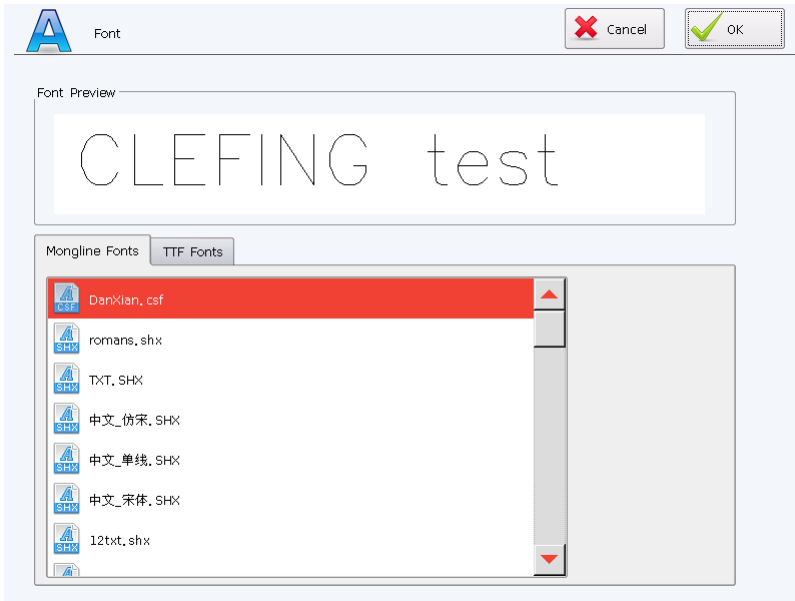 Font
Cancel
OK
Font Preview
CLEFING test
Mongline Fonts
TTF Fonts
CSF
DanXian.csf
SHX
romans.shx
SHX
TXT.SHX
SHX
中文_仿宋.SHX
SHX
中文_单线.SHX
SHX
中文_宋体.SHX
SHX
12txt.shx